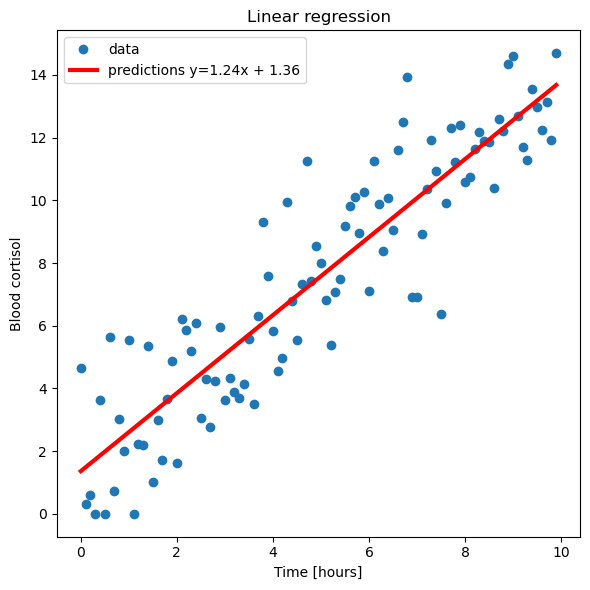 Linear regression
data
predictions y=1.24x + 1.36
14
12
10
8
6
4
2
0
Blood cortisol
0 2 4 6 8 10
Time [hours]